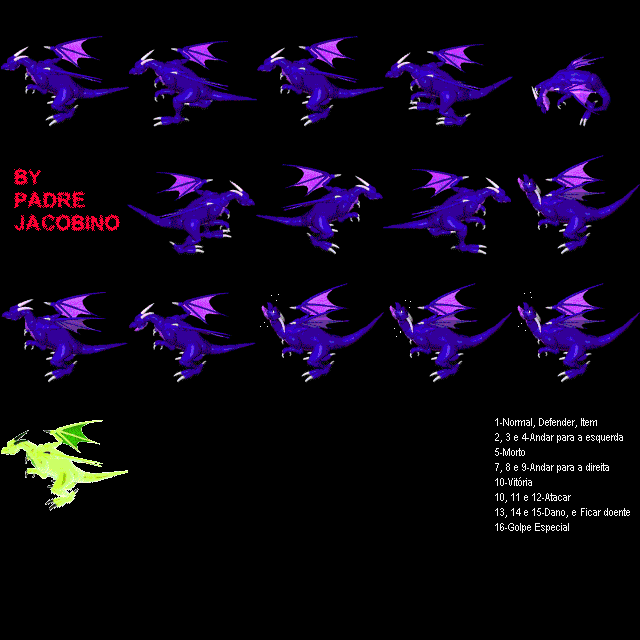 BY
PADRE
JACOBINO
1-Normal, Defender, Item
2, 3 e 4-Andar para a esquerda
5-Morto
7, 8 e 9-Andar para a direita
10-Vitória
10, 11 e 12-Atacar
13, 14 e 15-Dano, e Ficar doente
16-Golpe Especial